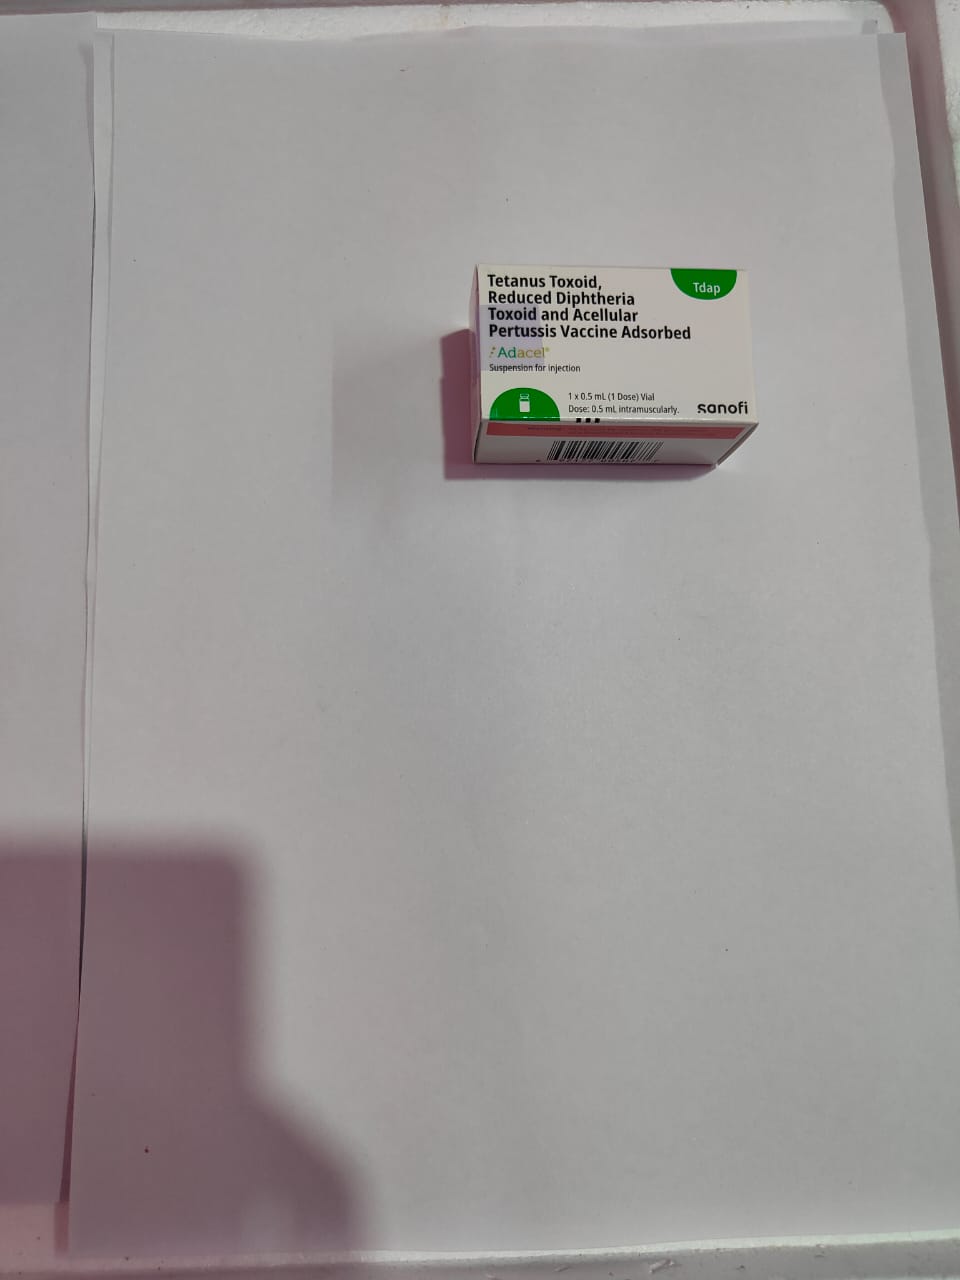 Tetanus Toxoid,
Reduced Diphtheria
Toxoid and Acellular
Pertussis Vaccine Adsorbed
Tdap
Adacel®
Suspension for injection
1 x 0.5 mL (1 Dose) Vial
Dose: 0.5 mL intramuscularly.
sanofi